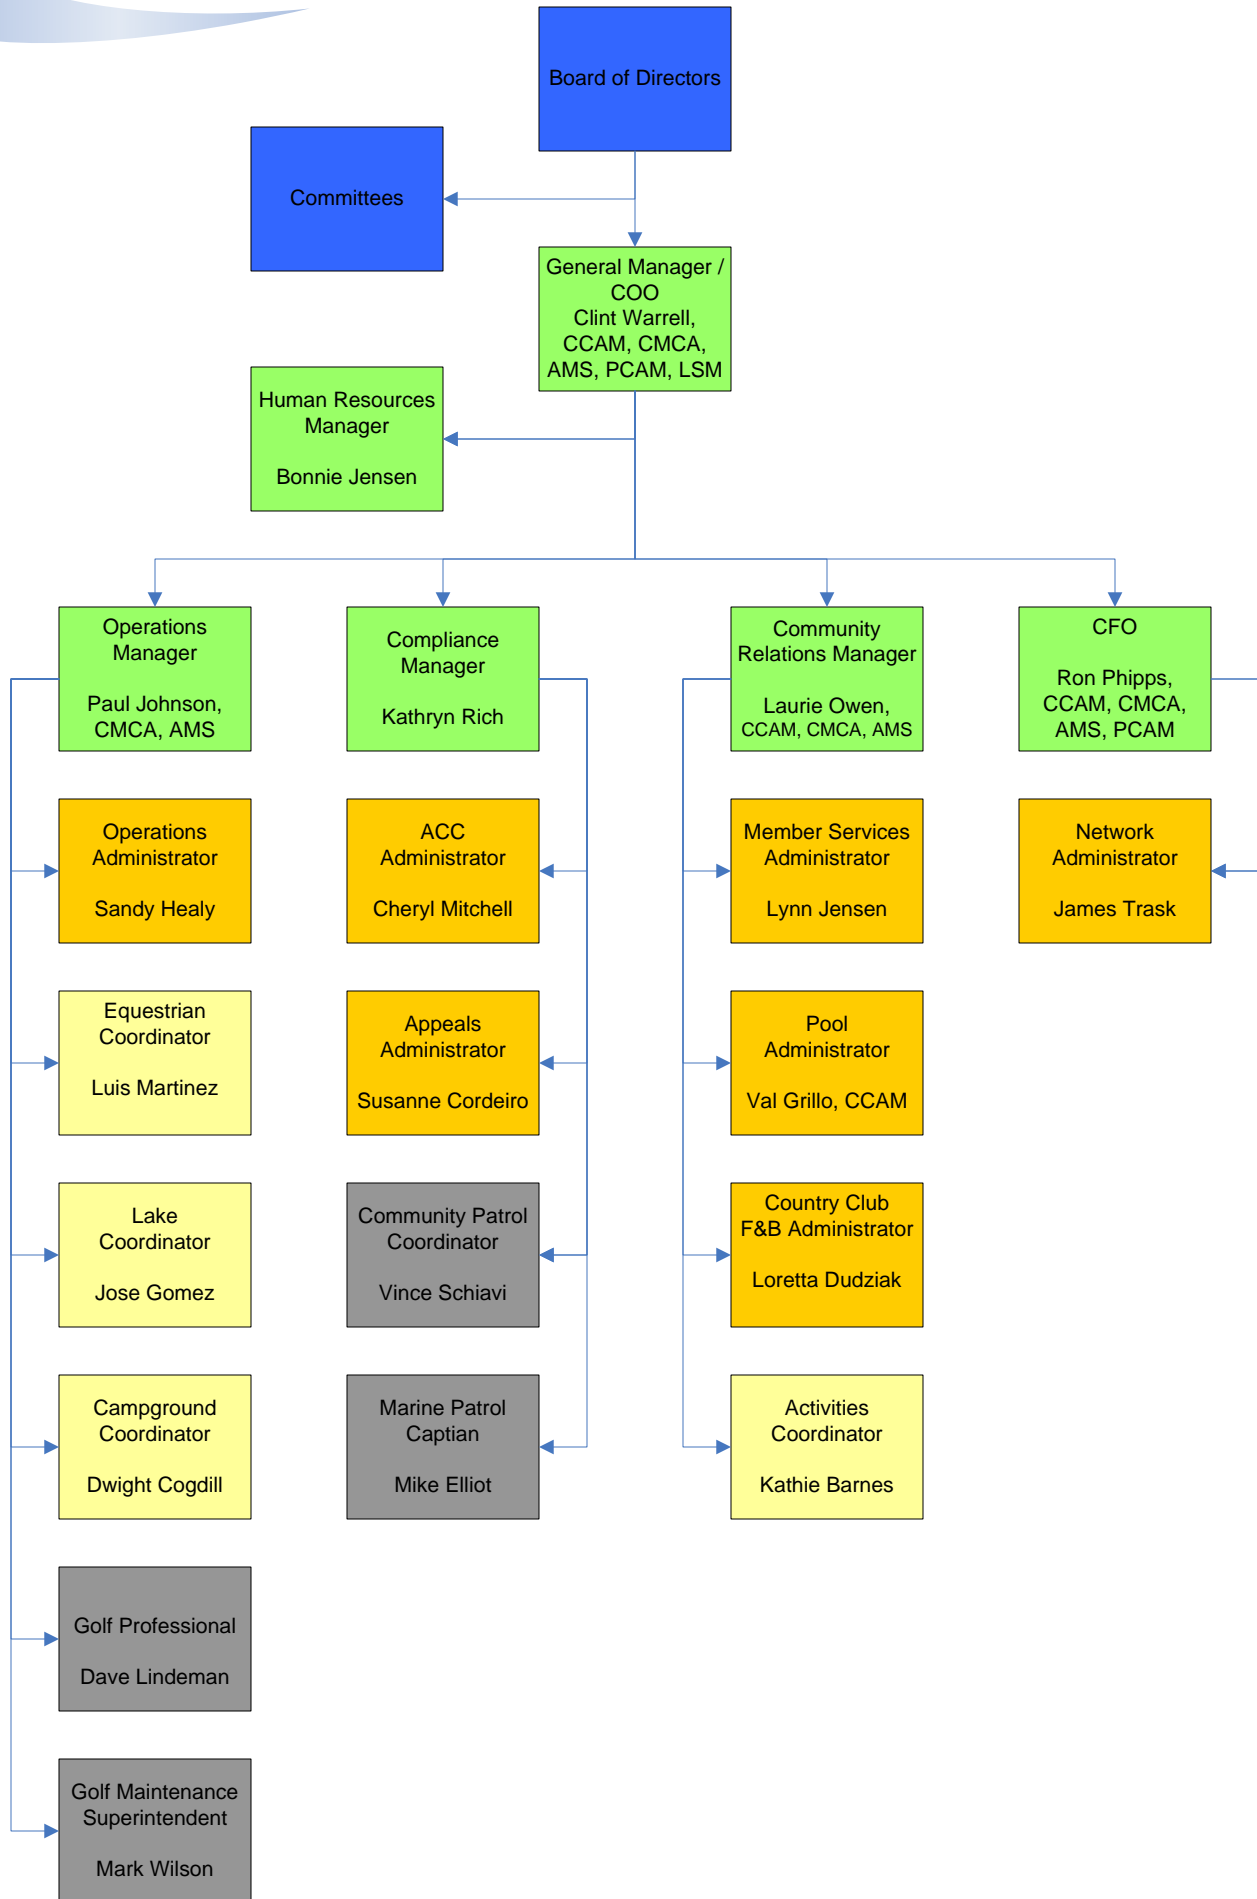 Board of Directors
Committees
General Manager /
COO
Clint Warrell,
CCAM, CMCA,
AMS, PCAM, LSM
Human Resources
Manager
Bonnie Jensen
Operations
Manager
Paul Johnson,
CMCA, AMS
Compliance
Manager
Kathryn Rich
Community
Relations Manager
Laurie Owen,
CCAM, CMCA, AMS
CFO
Ron Phipps,
CCAM, CMCA,
AMS, PCAM
Operations
Administrator
Sandy Healy
ACC
Administrator
Cheryl Mitchell
Member Services
Administrator
Lynn Jensen
Network
Administrator
James Trask
Equestrian
Coordinator
Luis Martinez
Appeals
Administrator
Susanne Cordeiro
Pool
Administrator
Val Grillo, CCAM
Lake
Coordinator
Jose Gomez
Community Patrol
Coordinator
Vince Schiavi
Country Club
F&B Administrator
Loretta Dudziak
Campground
Coordinator
Dwight Cogdill
Marine Patrol
Captian
Mike Elliot
Activities
Coordinator
Kathie Barnes
Golf Professional
Dave Lindeman
Golf Maintenance
Superintendent
Mark Wilson